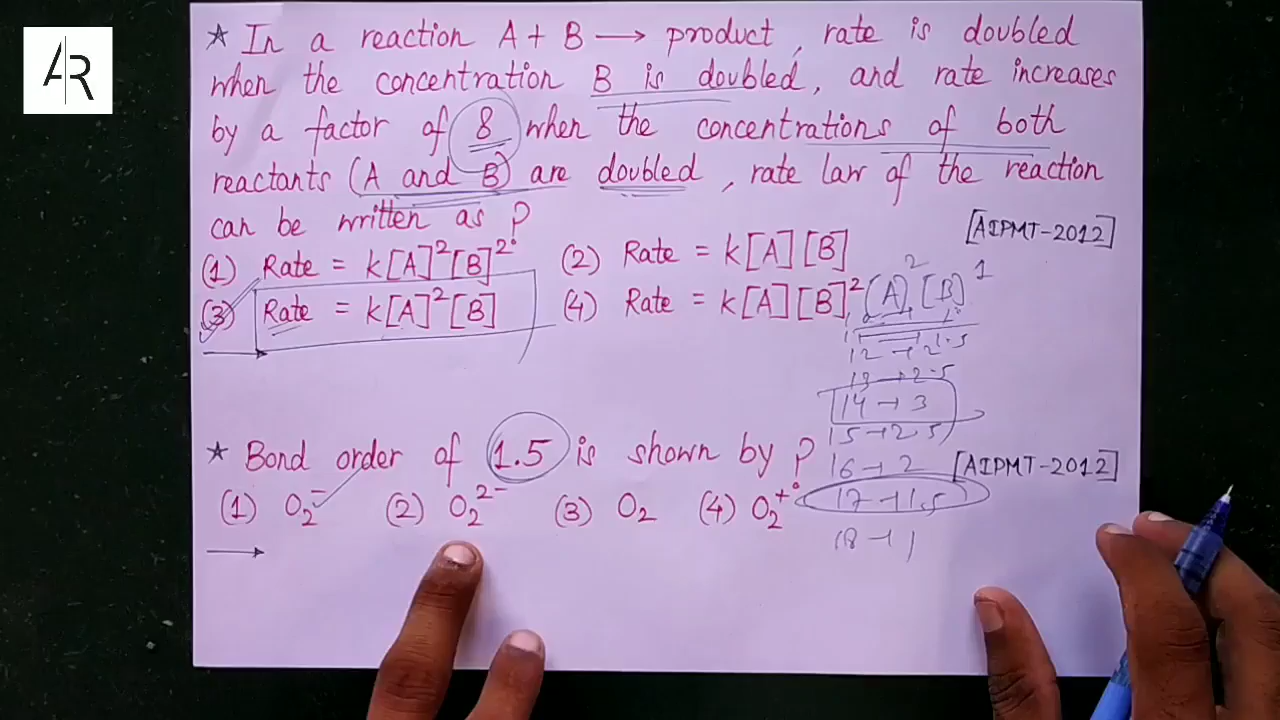 AR
★ In a reaction A + B → product, rate is doubled
when the concentration B is doubled, and rate increases
by a factor of 8 when the concentrations of both
reactants (A and B) are doubled, rate law of the reaction
can be written as ?
[AIPMT-2012]
(1) Rate = k[A]²[B]² (2) Rate = k[A][B]
(3) Rate = k[A]²[B] (4) Rate = k[A][B]² (A)² [B]¹
12 → 2
13 → 2.5
14 → 3
15 → 2.5
16 → 2
17 → 1.5
18 → 1
★ Bond order of 1.5 is shown by ? [AIPMT-2012]
(1) O₂⁻ (2) O₂²⁻ (3) O₂ (4) O₂⁺